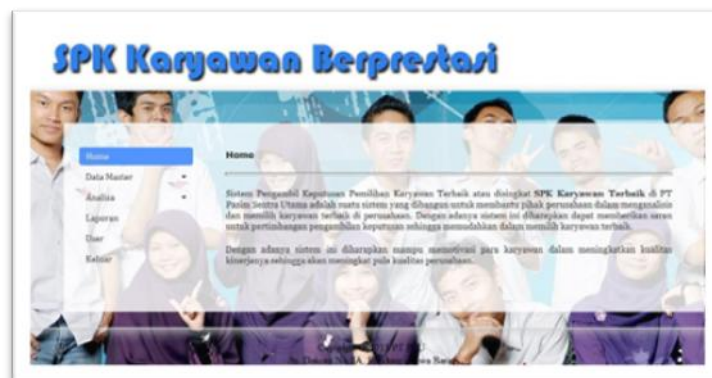 SPK Karyawan Berprestasi
Home
Home
Data Master
Analisa
Laporan
User
Keluar
Sistem Pengambil Keputusan Pemilihan Karyawan Terbaik atau disingkat SPK Karyawan Terbaik di PT
Sentra Utama adalah suatu sistem yang dibangun untuk membantu pihak perusahaan dalam menganalisis
dan memilih karyawan terbaik di perusahaan. Dengan adanya sistem ini diharapkan dapat memberikan saran
untuk pertimbangan pengambilan keputusan sehingga memudahkan dalam memilih karyawan terbaik.
Dengan adanya sistem ini diharapkan mampu memotivasi para karyawan dalam meningkatkan kualitas
kinerjanya sehingga akan meningkat pula kualitas perusahaan.